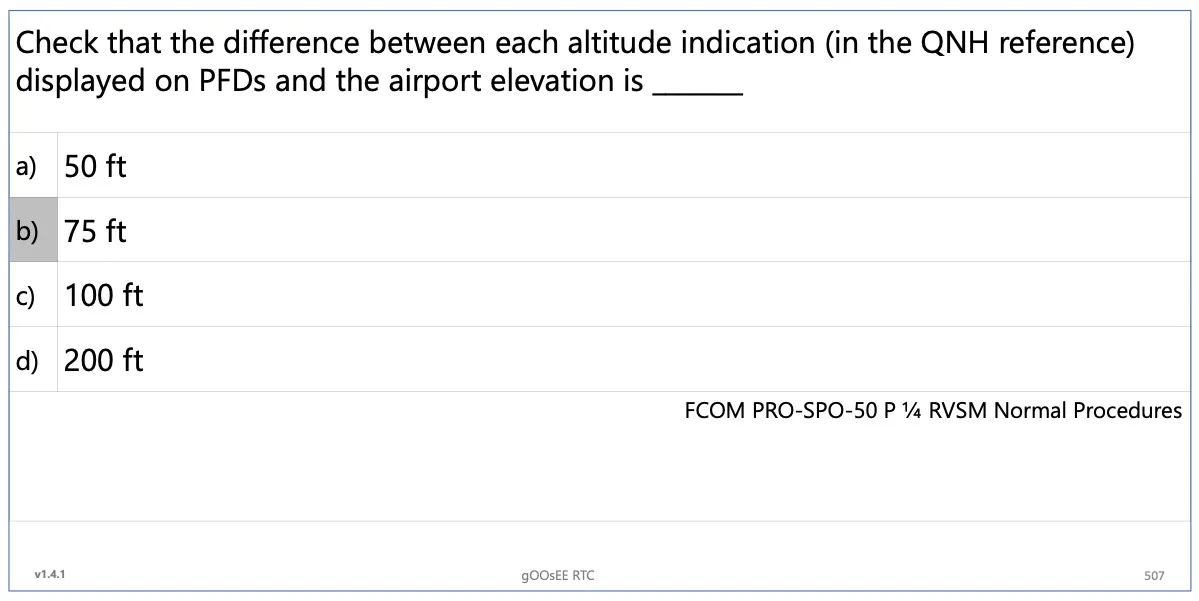 Check that the difference between each altitude indication (in the QNH reference)
displayed on PFDs and the airport elevation is ______
a) 50 ft
b) 75 ft
c) 100 ft
d) 200 ft
FCOM PRO-SPO-50 P ¼ RVSM Normal Procedures
v1.4.1 gOOsEE RTC 507